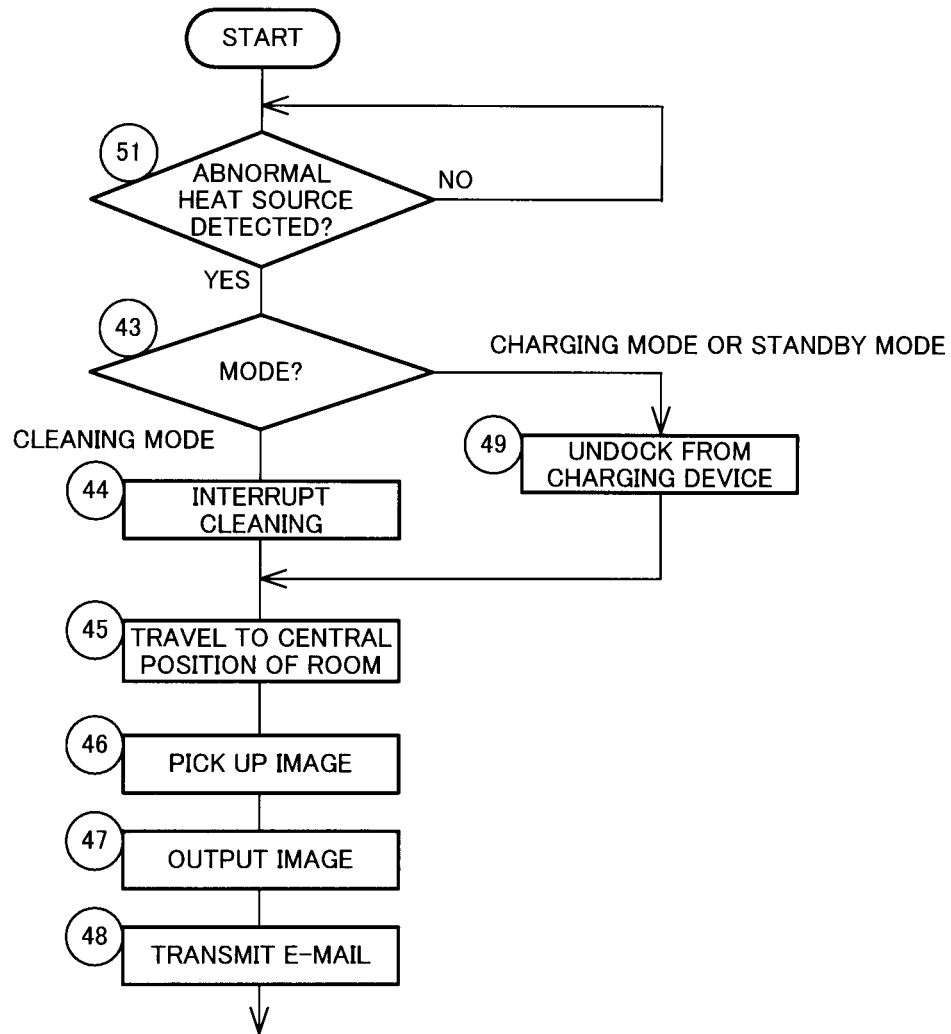 START
51
ABNORMAL
HEAT SOURCE
DETECTED?
NO
YES
43
MODE?
CHARGING MODE OR STANDBY MODE
CLEANING MODE
49
UNDOCK FROM
CHARGING DEVICE
44
INTERRUPT
CLEANING
45
TRAVEL TO CENTRAL
POSITION OF ROOM
46
PICK UP IMAGE
47
OUTPUT IMAGE
48
TRANSMIT E-MAIL